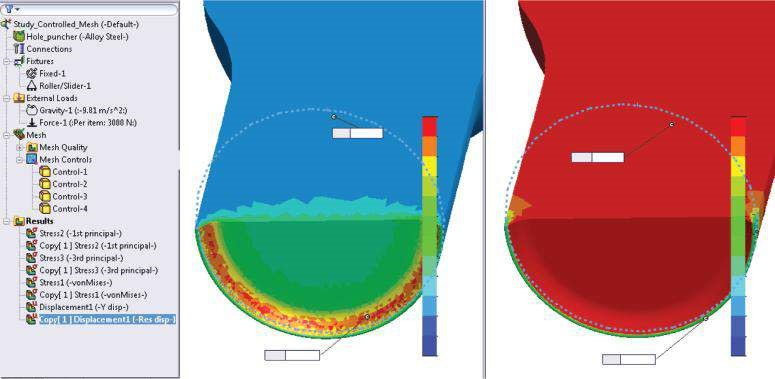 Study_Controlled_Mesh (-Default-)
Hole_puncher (-Alloy Steel-)
Connections
Fixtures
Fixed-1
Roller/Slider-1
External Loads
Gravity-1 (:-9.81 m/s^2:)
Force-1 (:Per item: 3000 N:)
Mesh
Mesh Quality
Mesh Controls
Control-1
Control-2
Control-3
Control-4
Results
Stress2 (-1st principal-)
Copy[ 1 ] Stress2 (-1st principal-)
Stress3 (-3rd principal-)
Copy[ 1 ] Stress3 (-3rd principal-)
Stress1 (-vonMises-)
Copy[ 1 ] Stress1 (-vonMises-)
Displacement1 (-Y disp-)
Copy[ 1 ] Displacement1 (-Res disp-)